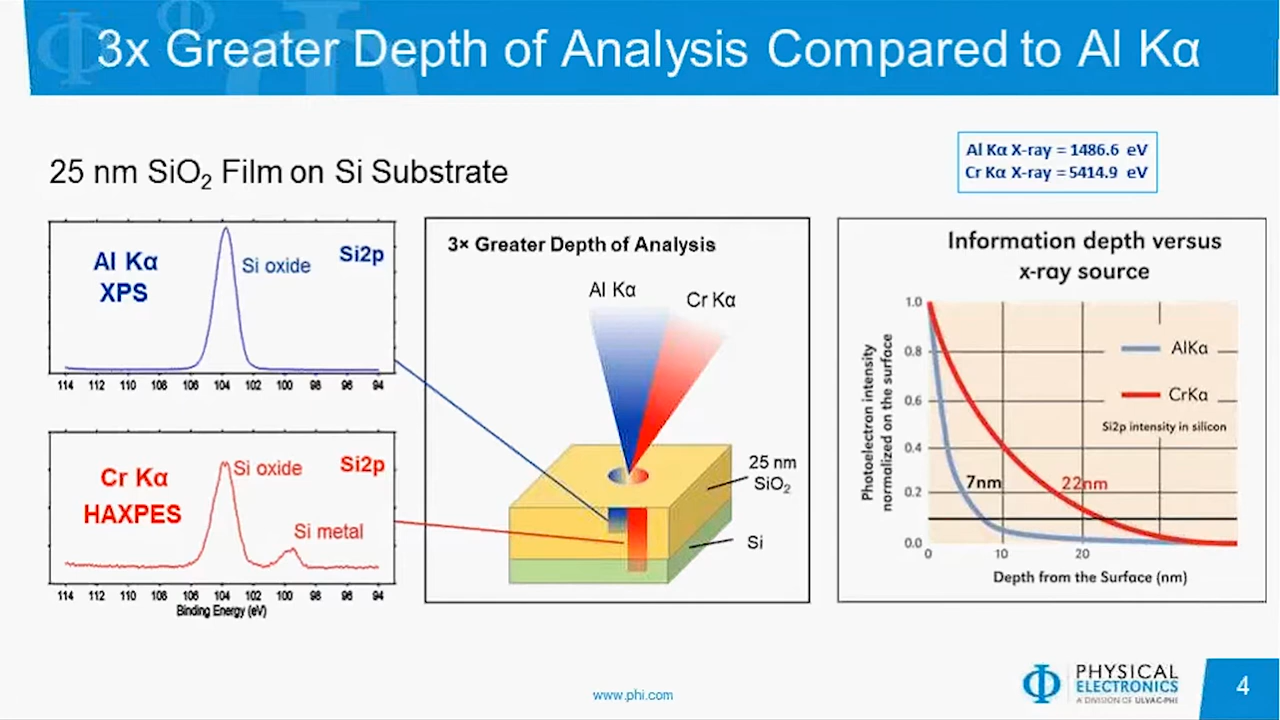 3x Greater Depth of Analysis Compared to Al Kα
25 nm SiO₂ Film on Si Substrate
Al Kα X-ray = 1486.6 eV
Cr Kα X-ray = 5414.9 eV
Al Kα
XPS
Si oxide
Si2p
114 112 110 108 106 104 102 100 98 96 94
Cr Kα
HAXPES
Si oxide
Si2p
Si metal
114 112 110 108 106 104 102 100 98 96 94
Binding Energy (eV)
3× Greater Depth of Analysis
Al Kα
Cr Kα
25 nm
SiO₂
Si
Information depth versus
x-ray source
Photoelectron intensity
normalized on the surface
1.0
0.8
0.6
0.4
0.2
0.0
AlKα
CrKα
Si2p intensity in silicon
7nm
22nm
0 10 20
Depth from the Surface (nm)
www.phi.com
PHYSICAL
ELECTRONICS
A DIVISION OF ULVAC-PHI
4